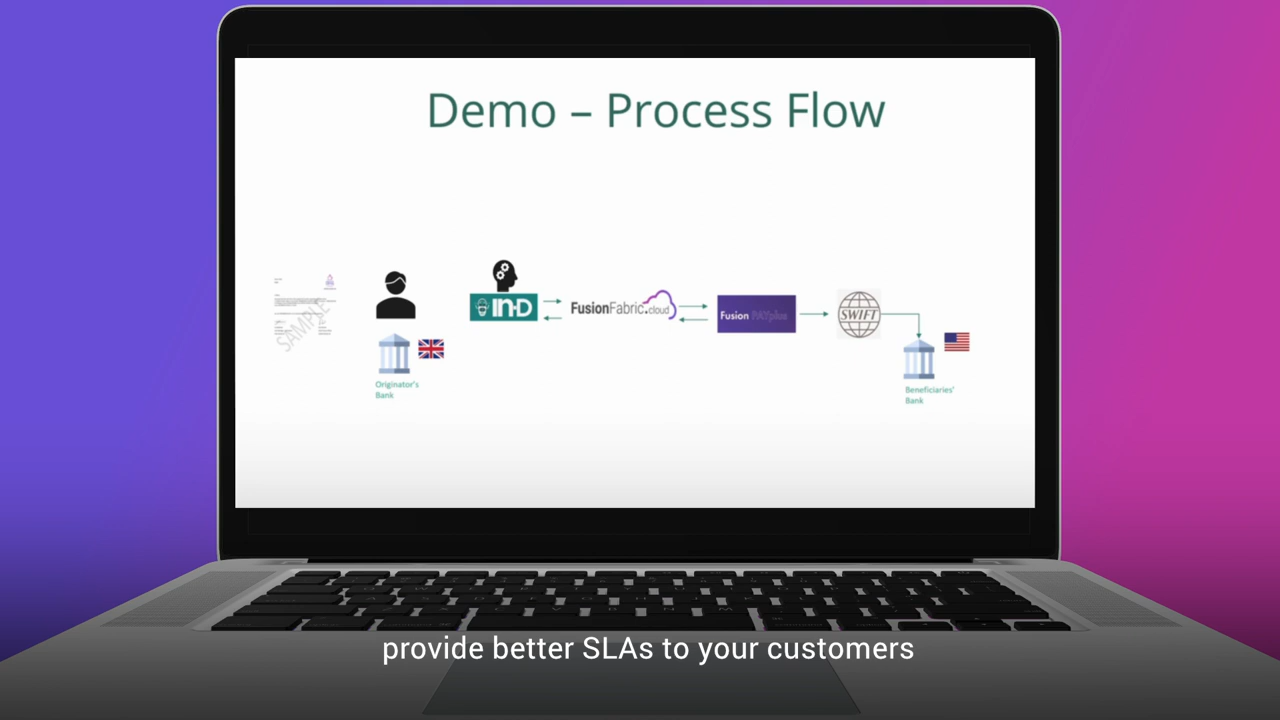 Demo – Process Flow
SAMPLE
IN-D
FusionFabric.cloud
Fusion PAYplus
SWIFT
Originator's
Bank
Beneficiaries'
Bank
provide better SLAs to your customers